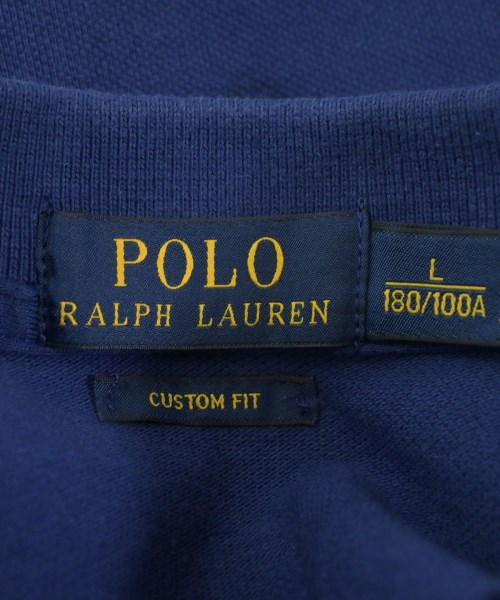 POLO
RALPH LAUREN
L
180/100A
CUSTOM FIT